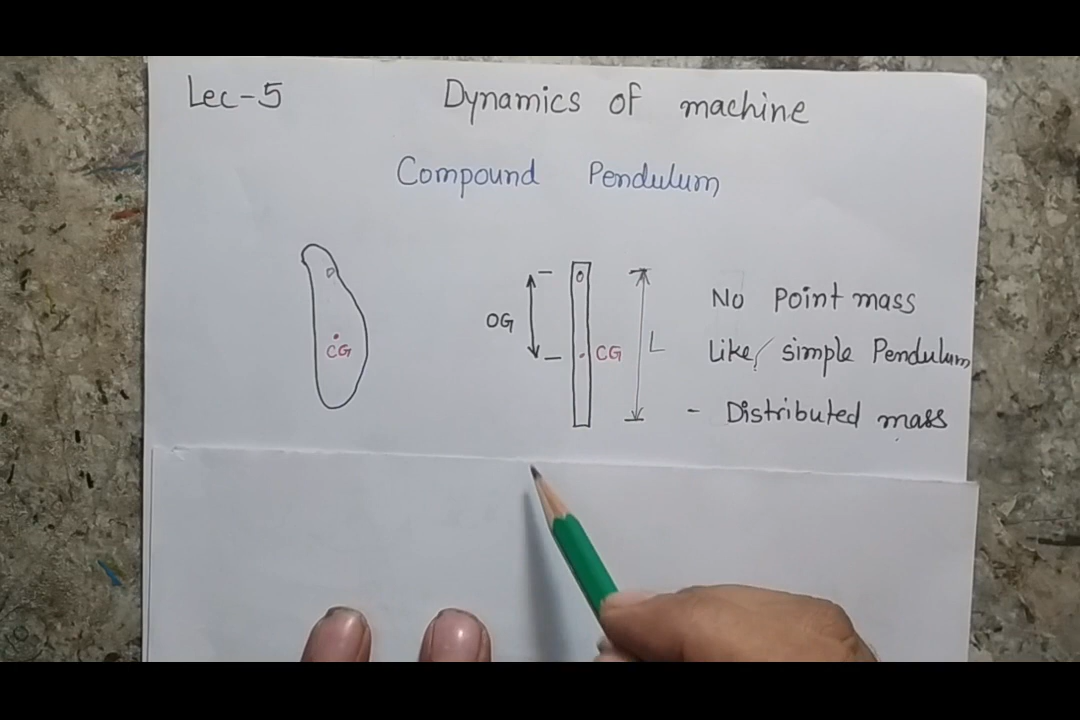 Lec-5
Dynamics of machine
Compound Pendulum
CG
OG
CG
L
No Point mass
Like simple Pendulum
- Distributed mass